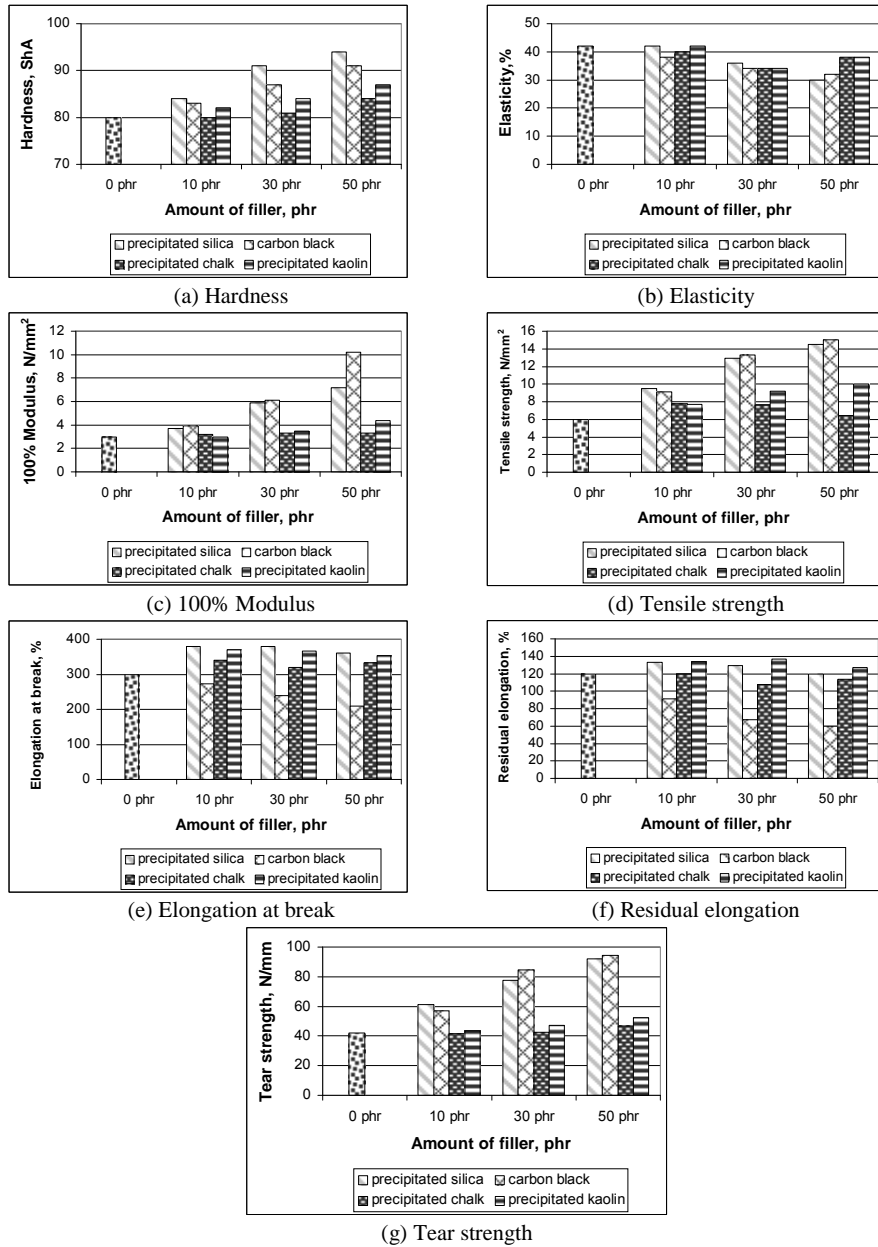 100
90
80
70
Hardness, ShA
0 phr 10 phr 30 phr 50 phr
Amount of filler, phr
precipitated silica carbon black
precipitated chalk precipitated kaolin
(a) Hardness
50
40
30
20
10
0
Elasticity,%
0 phr 10 phr 30 phr 50 phr
Amount of filler, phr
precipitated silica carbon black
precipitated chalk precipitated kaolin
(b) Elasticity
12
10
8
6
4
2
0
100% Modulus, N/mm²
0 phr 10 phr 30 phr 50 phr
Amount of filler, phr
precipitated silica carbon black
precipitated chalk precipitated kaolin
(c) 100% Modulus
16
14
12
10
8
6
4
2
0
Tensile strength, N/mm²
0 phr 10 phr 30 phr 50 phr
Amount of filler, phr
precipitated silica carbon black
precipitated chalk precipitated kaolin
(d) Tensile strength
400
300
200
100
0
Elongation at break, %
0 phr 10 phr 30 phr 50 phr
Amount of filler, phr
precipitated silica carbon black
precipitated chalk precipitated kaolin
(e) Elongation at break
160
140
120
100
80
60
40
20
0
Residual elongation, %
0 phr 10 phr 30 phr 50 phr
Amount of filler, phr
precipitated silica carbon black
precipitated chalk precipitated kaolin
(f) Residual elongation
100
80
60
40
20
0
Tear strength, N/mm
0 phr 10 phr 30 phr 50 phr
Amount of filler, phr
precipitated silica carbon black
precipitated chalk precipitated kaolin
(g) Tear strength